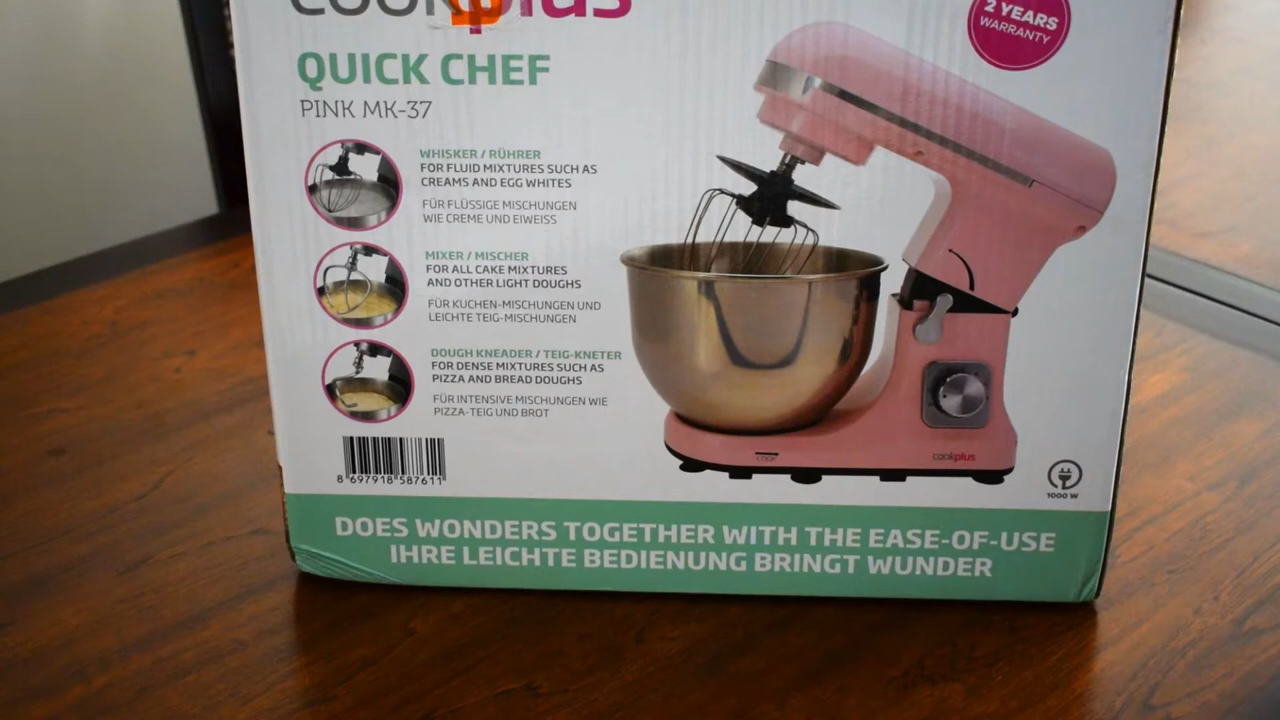 cookplus
2 YEARS
WARRANTY
QUICK CHEF
PINK MK-37
WHISKER / RÜHRER
FOR FLUID MIXTURES SUCH AS
CREAMS AND EGG WHITES
FÜR FLÜSSIGE MISCHUNGEN
WIE CREME UND EIWEISS
MIXER / MISCHER
FOR ALL CAKE MIXTURES
AND OTHER LIGHT DOUGHS
FÜR KUCHEN-MISCHUNGEN UND
LEICHTE TEIG-MISCHUNGEN
DOUGH KNEADER / TEIG-KNETER
FOR DENSE MIXTURES SUCH AS
PIZZA AND BREAD DOUGHS
FÜR INTENSIVE MISCHUNGEN WIE
PIZZA-TEIG UND BROT
8 697918 587611
COOK
cookplus
1000 W
DOES WONDERS TOGETHER WITH THE EASE-OF-USE
IHRE LEICHTE BEDIENUNG BRINGT WUNDER